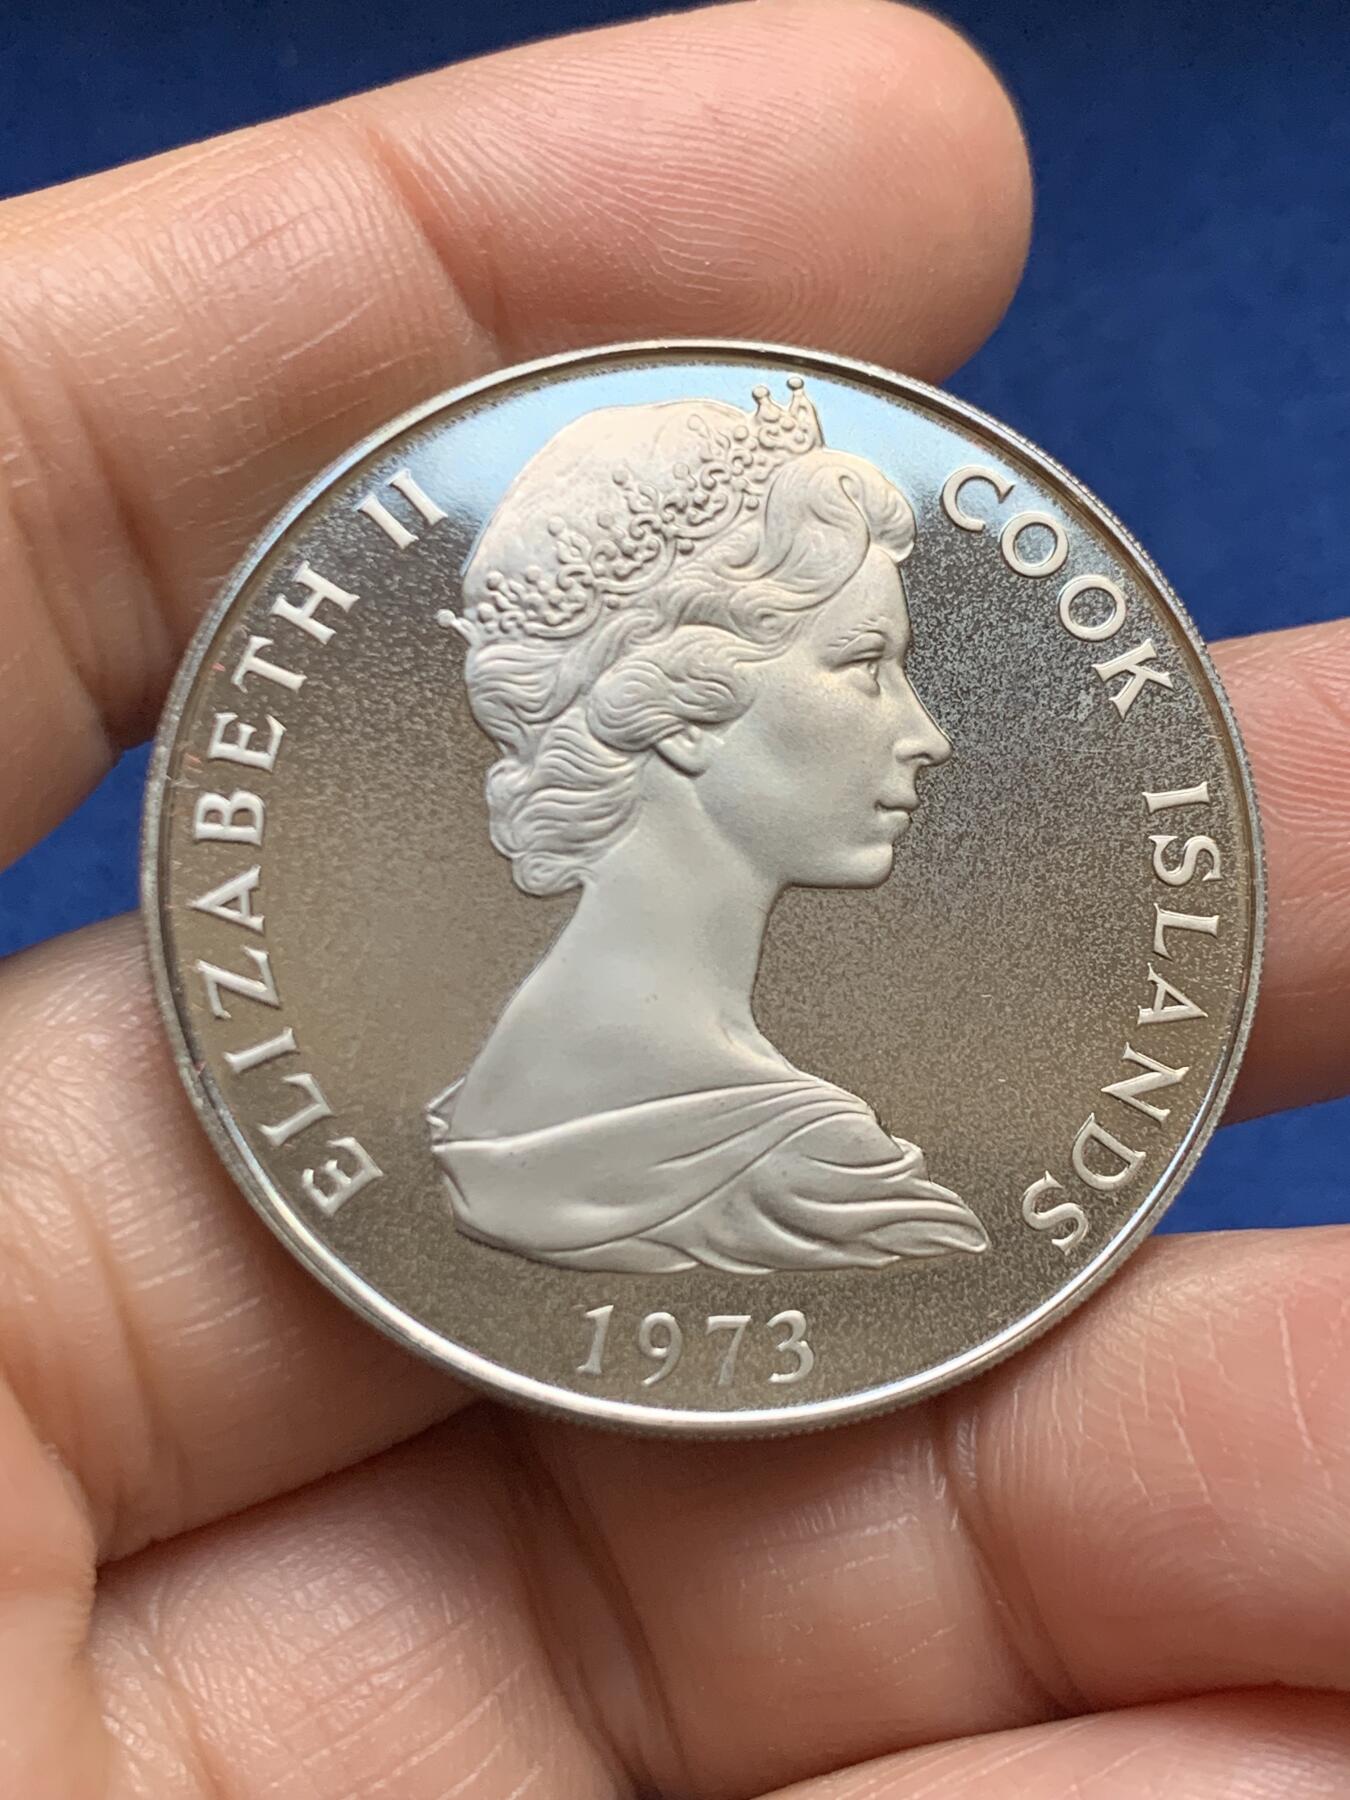 ELIZABETH II
COOK ISLANDS
1973